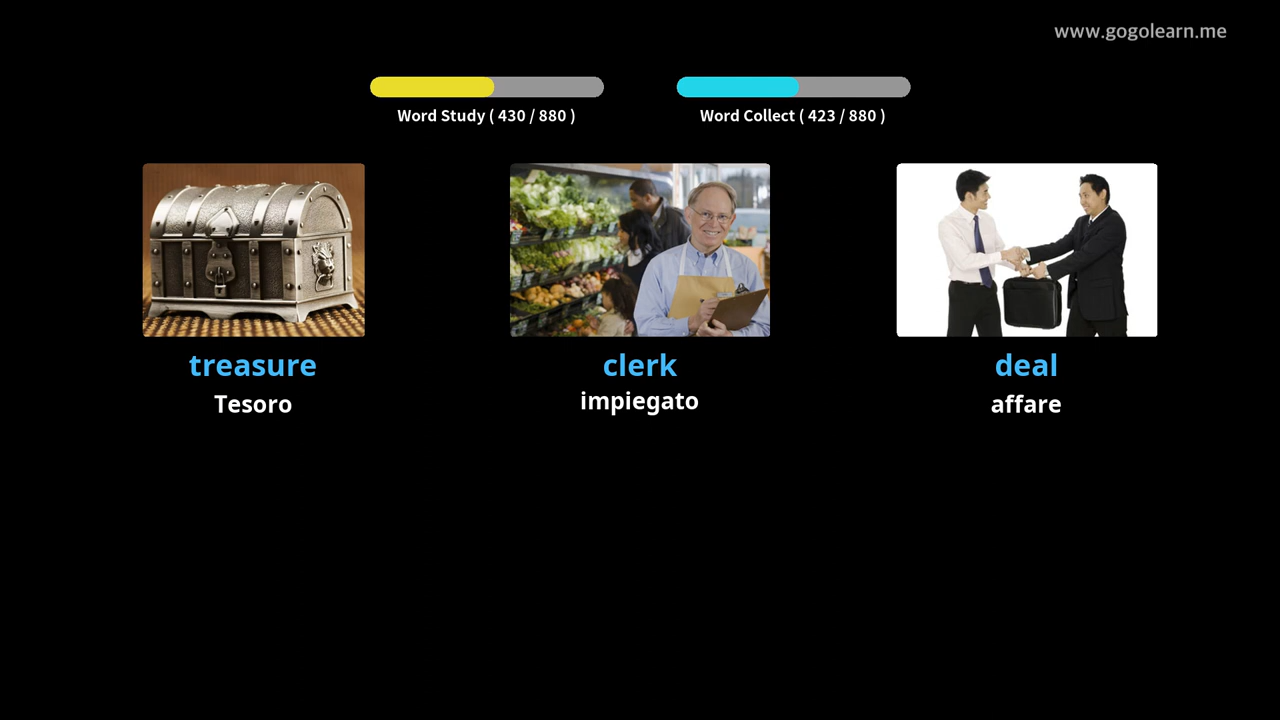 www.gogolearn.me
Word Study ( 430 / 880 )
Word Collect ( 423 / 880 )
treasure
Tesoro
clerk
impiegato
deal
affare